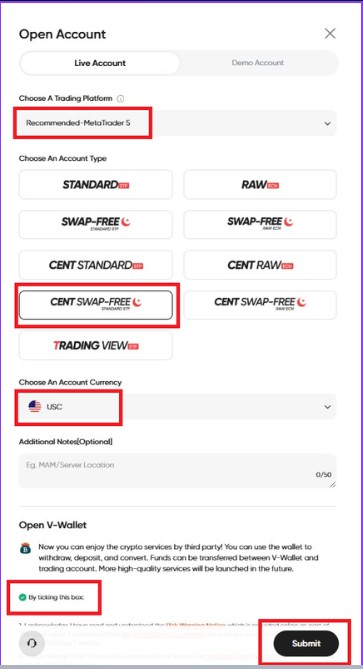 Open Account
Live Account
Demo Account
Choose A Trading Platform
Recommended-MetaTrader 5
Choose An Account Type
STANDARD STP
RAW ECN
SWAP-FREE STANDARD STP
SWAP-FREE RAW ECN
CENT STANDARD STP
CENT RAW ECN
CENT SWAP-FREE STANDARD STP
CENT SWAP-FREE RAW ECN
TRADING VIEW STP
Choose An Account Currency
USC
Additional Notes[Optional]
Eg. MAM/Server Location
0/50
Open V-Wallet
Now you can enjoy the crypto services by third party! You can use the wallet to
withdraw, deposit, and convert. Funds can be transferred between V-Wallet and
trading account. More high-quality services will be launched in the future.
By ticking this box:
Submit